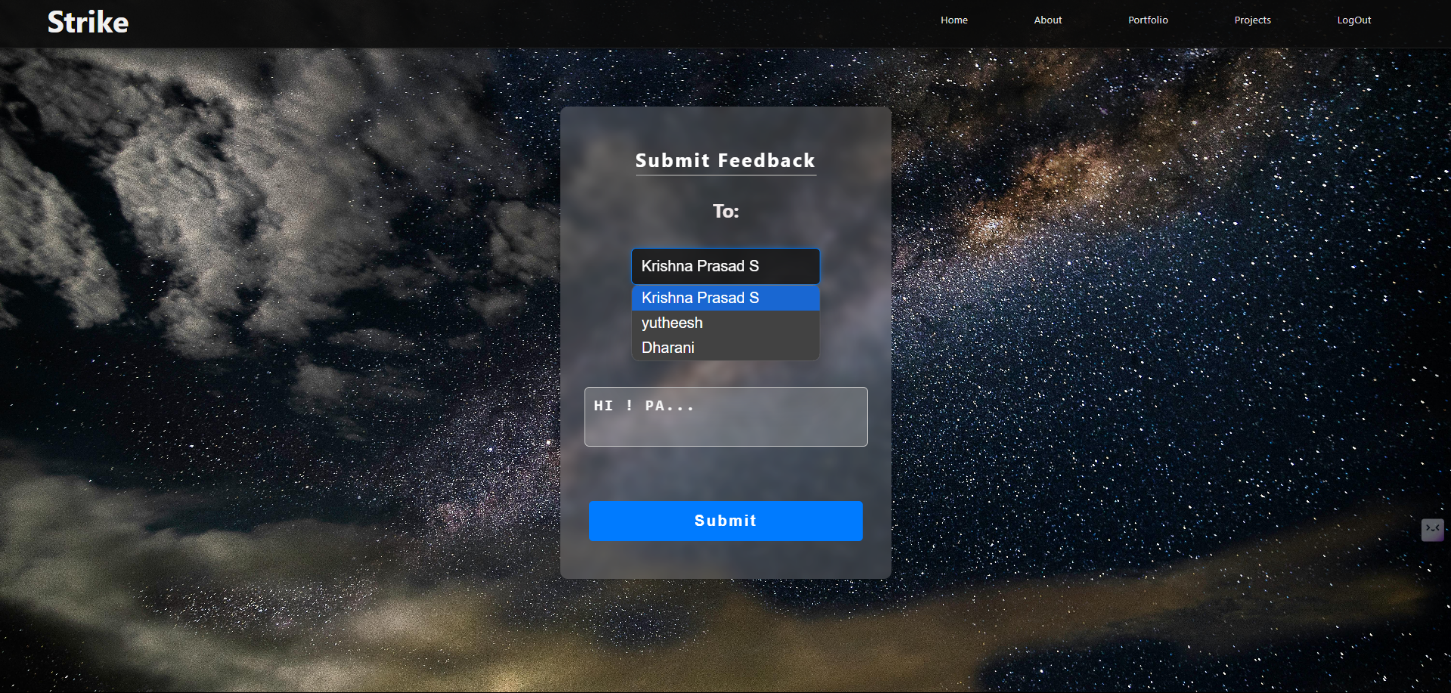 Strike
Home About Portfolio Projects LogOut
Submit Feedback
To:
Krishna Prasad S
Krishna Prasad S
yutheesh
Dharani
HI ! PA...
Submit